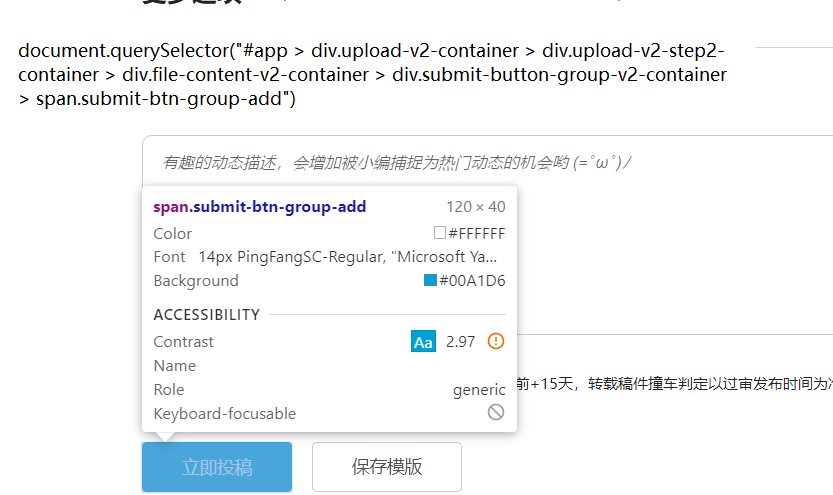 document.querySelector("#app > div.upload-v2-container > div.upload-v2-step2-
container > div.file-content-v2-container > div.submit-button-group-v2-container
> span.submit-btn-group-add")
有趣的动态描述，会增加被小编捕捉为热门动态的机会哟 (=ﾟωﾟ)ﾉ
span.submit-btn-group-add 120 × 40
Color #FFFFFF
Font 14px PingFangSC-Regular, "Microsoft Ya...
Background #00A1D6
ACCESSIBILITY
Contrast Aa 2.97
Name
Role generic
Keyboard-focusable
前+15天，转载稿件撞车判定以过审发布时间为
立即投稿 保存模版